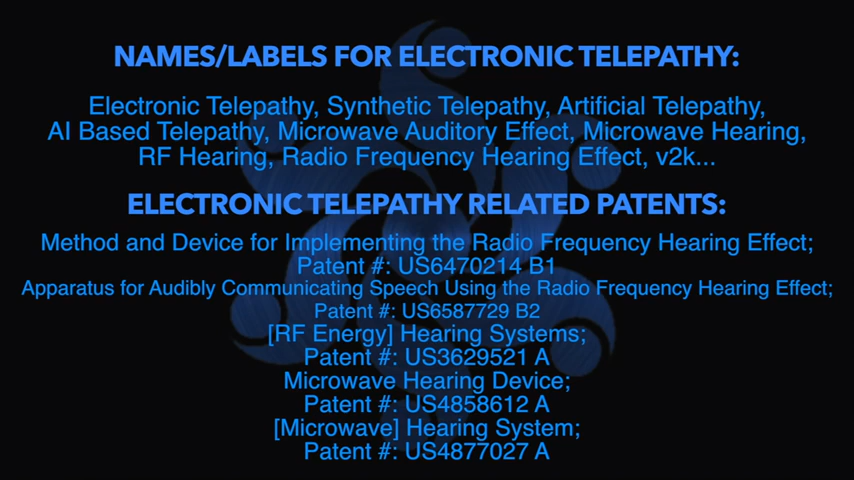 NAMES/LABELS FOR ELECTRONIC TELEPATHY:
Electronic Telepathy, Synthetic Telepathy, Artificial Telepathy,
AI Based Telepathy, Microwave Auditory Effect, Microwave Hearing,
RF Hearing, Radio Frequency Hearing Effect, v2k...
ELECTRONIC TELEPATHY RELATED PATENTS:
Method and Device for Implementing the Radio Frequency Hearing Effect;
Patent #: US6470214 B1
Apparatus for Audibly Communicating Speech Using the Radio Frequency Hearing Effect;
Patent #: US6587729 B2
[RF Energy] Hearing Systems;
Patent #: US3629521 A
Microwave Hearing Device;
Patent #: US4858612 A
[Microwave] Hearing System;
Patent #: US4877027 A